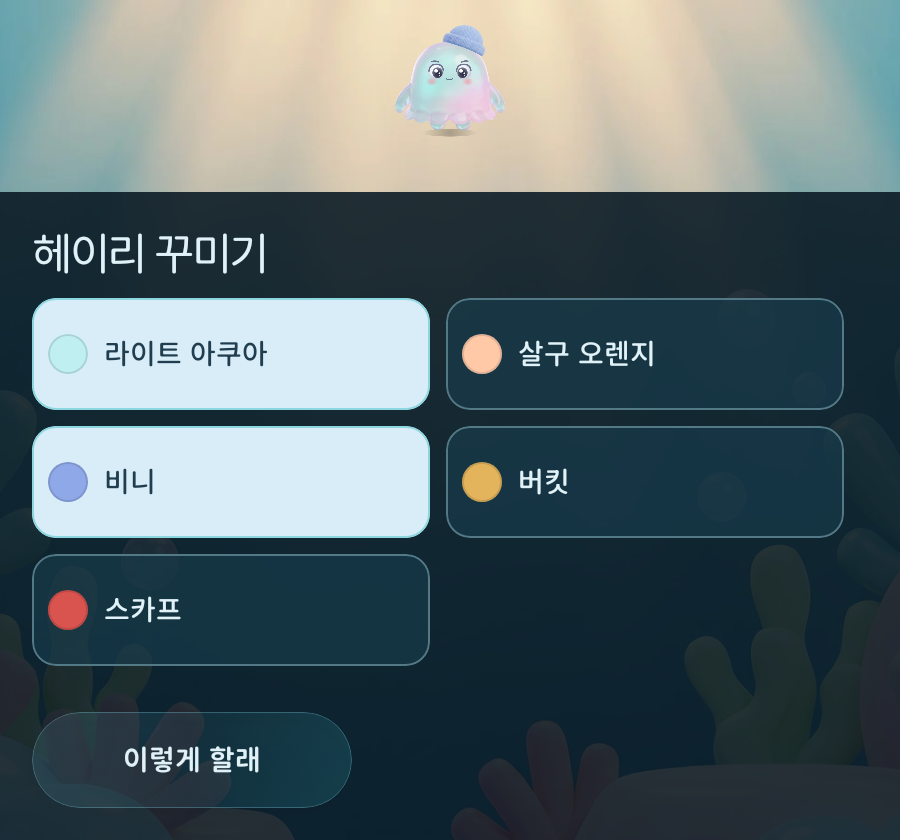 헤이리 꾸미기
라이트 아쿠아
살구 오렌지
비니
버킷
스카프
이렇게 할래